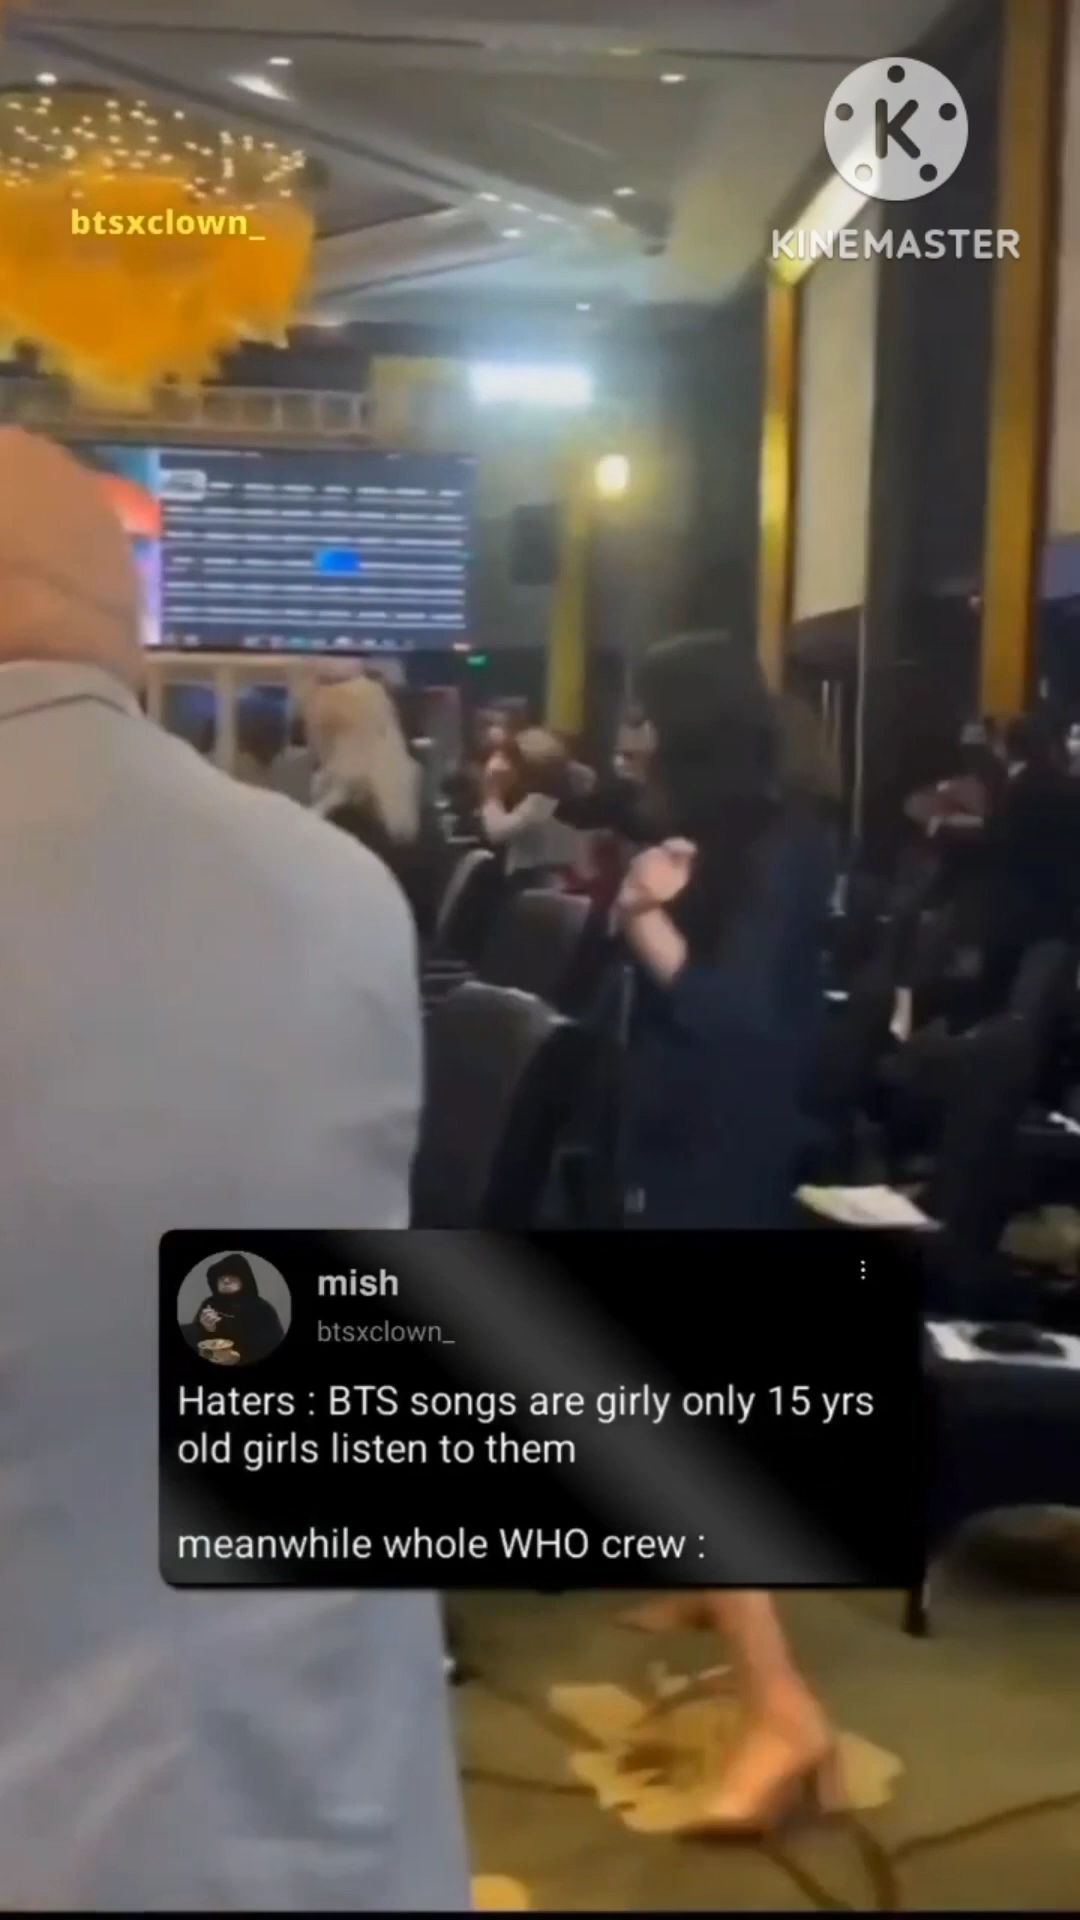 btsxclown_
KINEMASTER
mish
btsxclown_
Haters : BTS songs are girly only 15 yrs
old girls listen to them
meanwhile whole WHO crew :